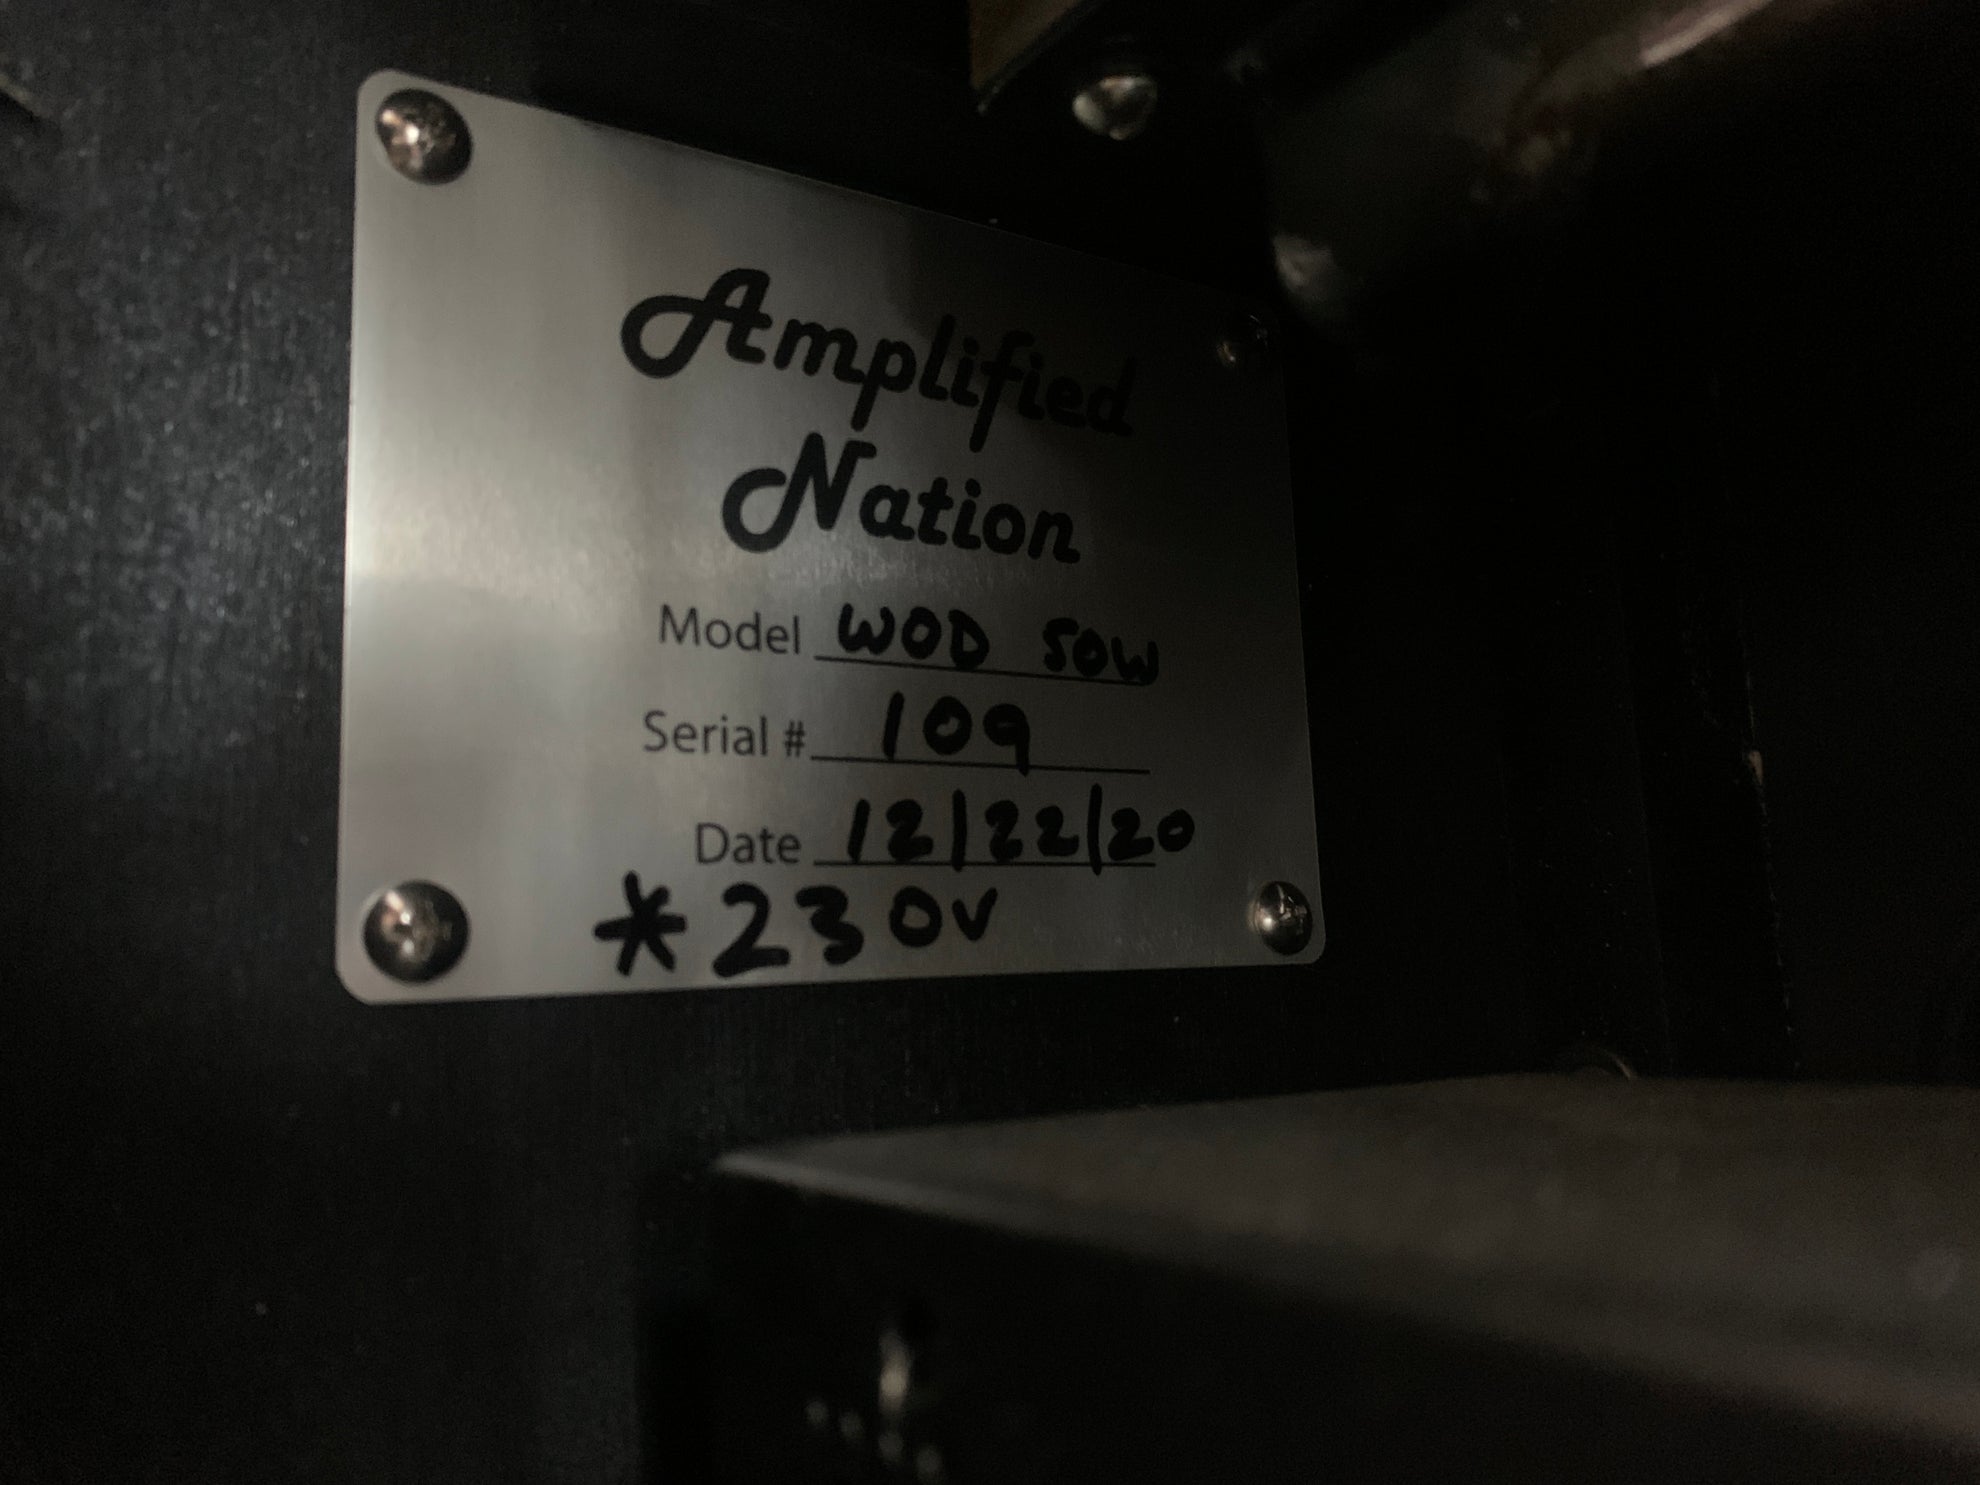 Amplified
Nation
Model WOD 50W
Serial # 109
Date 12/22/20
*230V